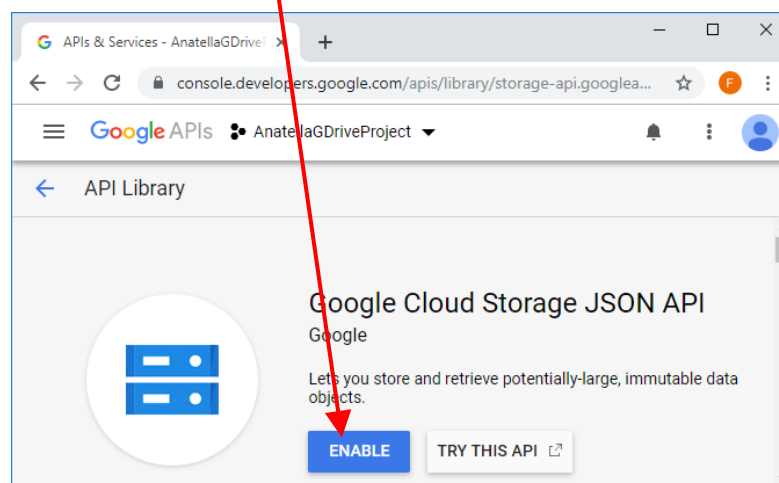 G APIs & Services - AnatellaGDriveF
console.developers.google.com/apis/library/storage-api.googlea...
F
Google APIs AnatellaGDriveProject
API Library
Google Cloud Storage JSON API
Google
Lets you store and retrieve potentially-large, immutable data
objects.
ENABLE TRY THIS API